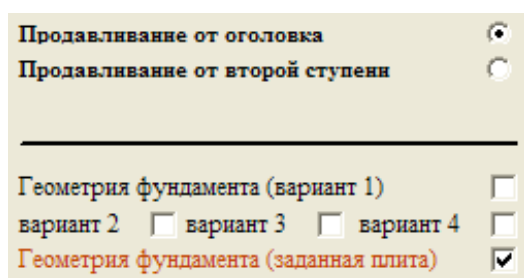 Продавливание от оголовка
Продавливание от второй ступени
Геометрия фундамента (вариант 1)
вариант 2 вариант 3 вариант 4
Геометрия фундамента (заданная плита)